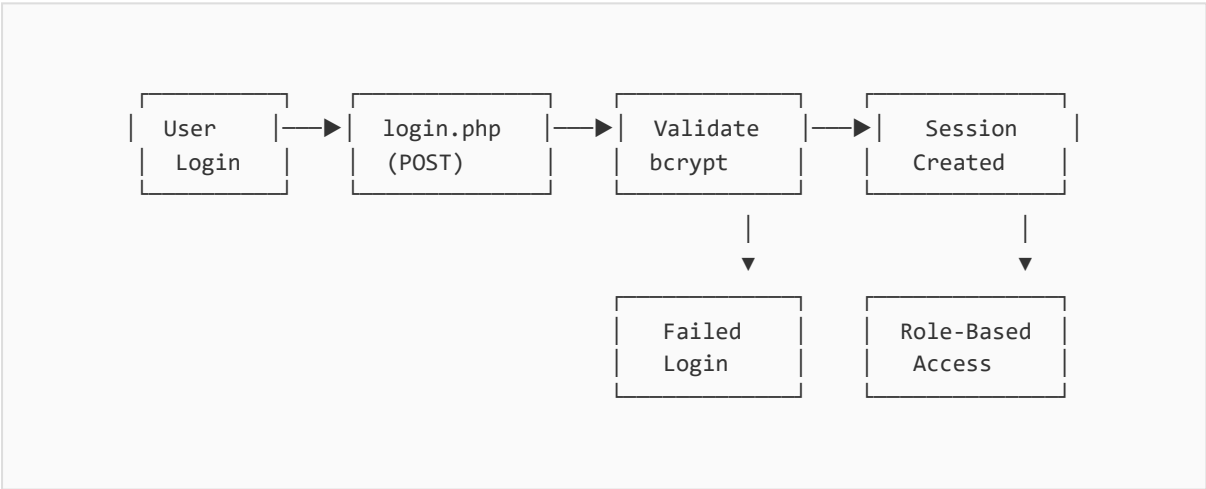 User login.php Validate Session
Login (POST) bcrypt Created
Failed Role-Based
Login Access